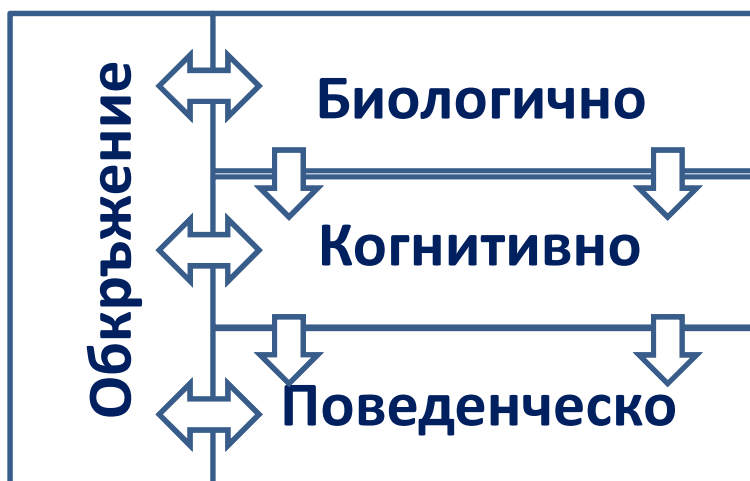 Обкръжение
Биологично
Когнитивно
Поведенческо